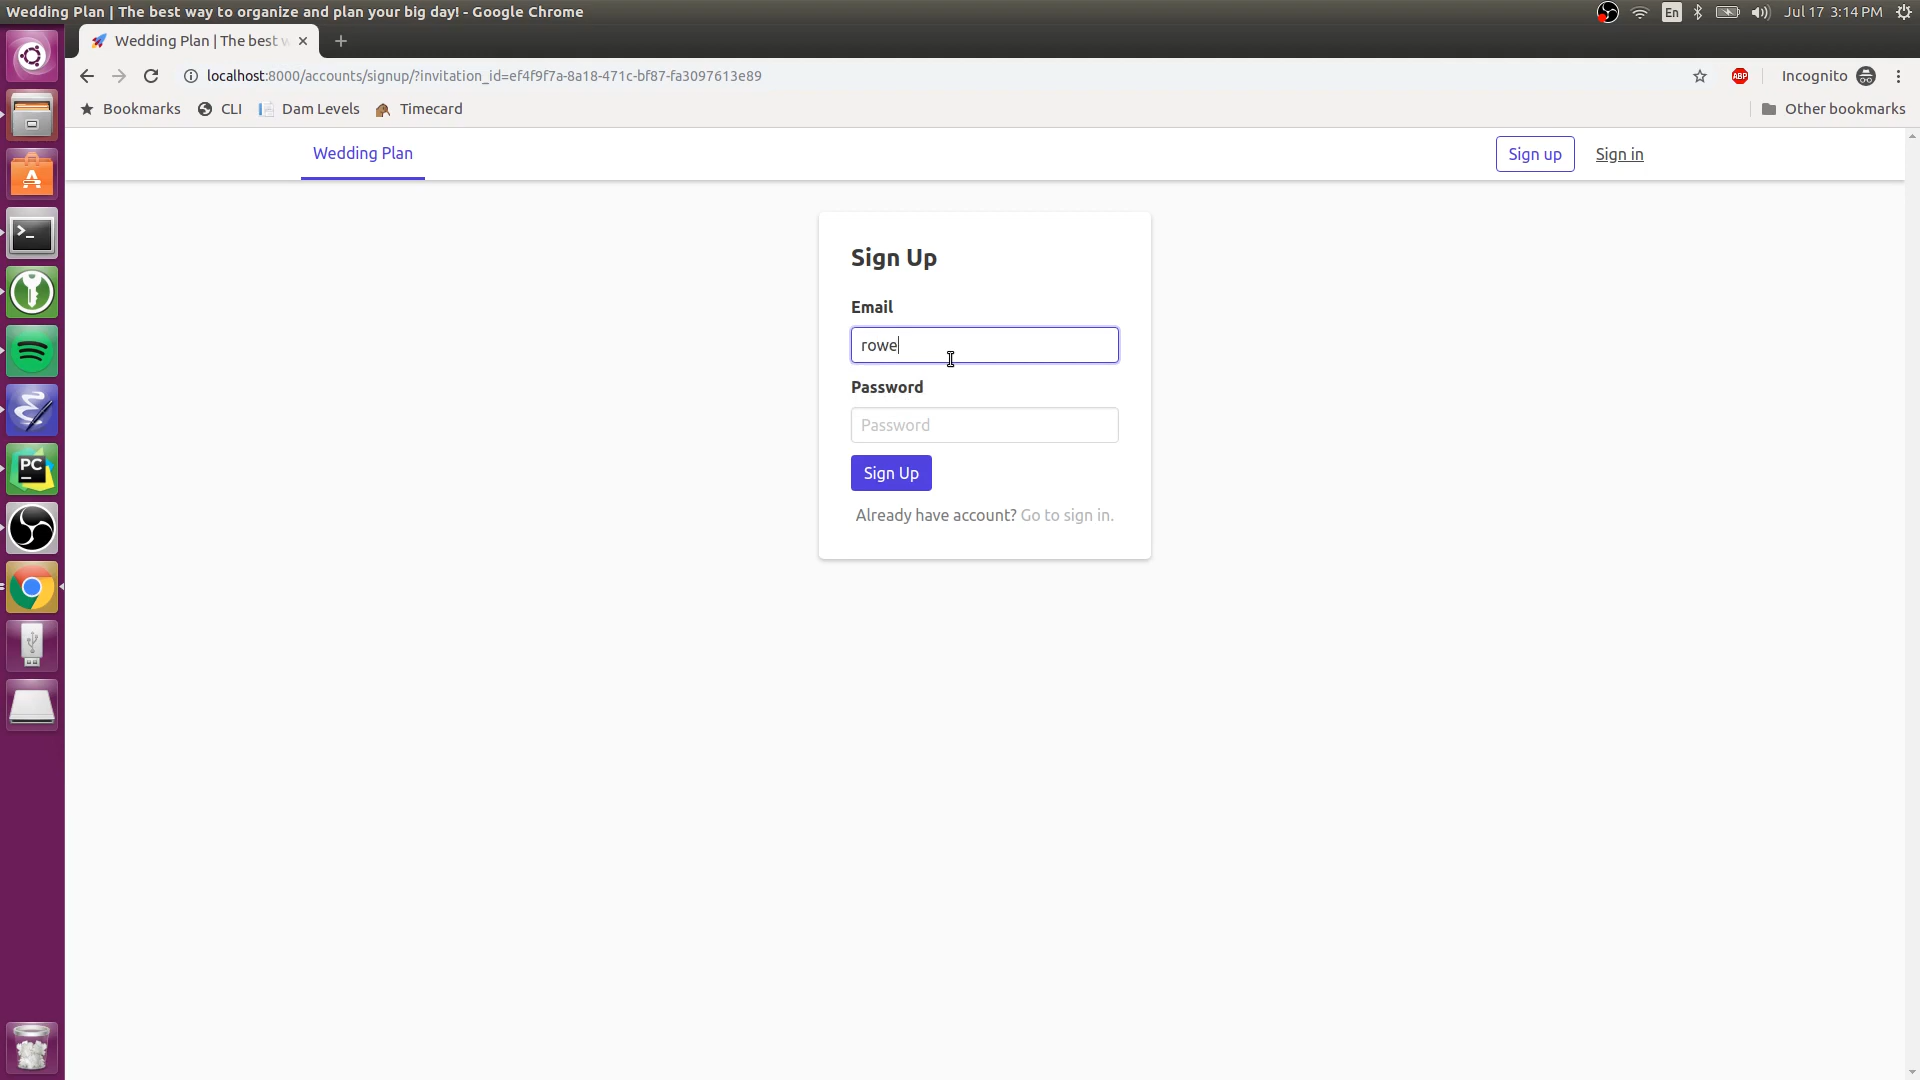 Wedding Plan | The best way to organize and plan your big day! - Google Chrome
En
Jul 17 3:14 PM
Wedding Plan | The best w
localhost:8000/accounts/signup/?invitation_id=ef4f9f7a-8a18-471c-bf87-fa3097613e89
ABP
Incognito
Bookmarks
CLI
Dam Levels
Timecard
Other bookmarks
Wedding Plan
Sign up
Sign in
Sign Up
Email
rowe
Password
Password
Sign Up
Already have account? Go to sign in.
PC